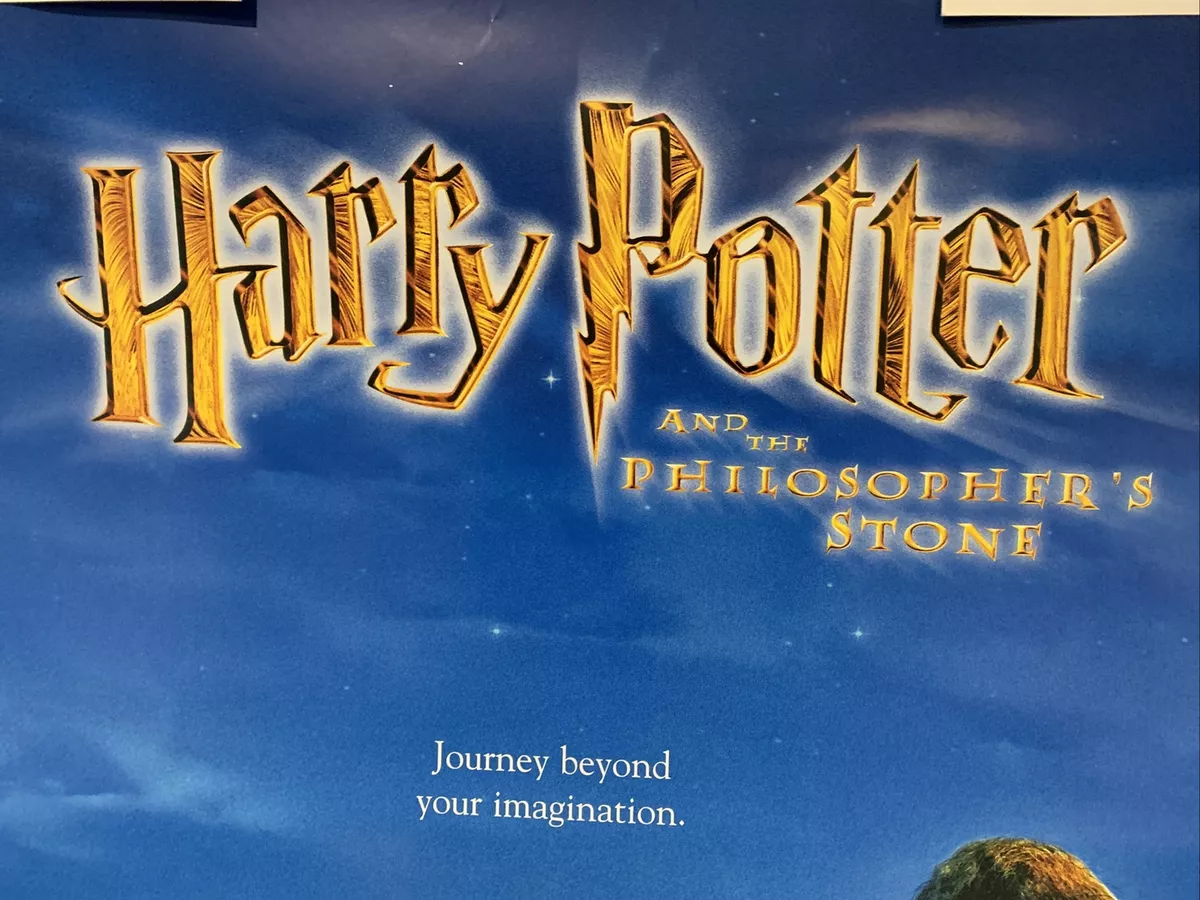 Harry Potter
AND
THE
PHILOSOPHER'S
STONE
Journey beyond
your imagination.